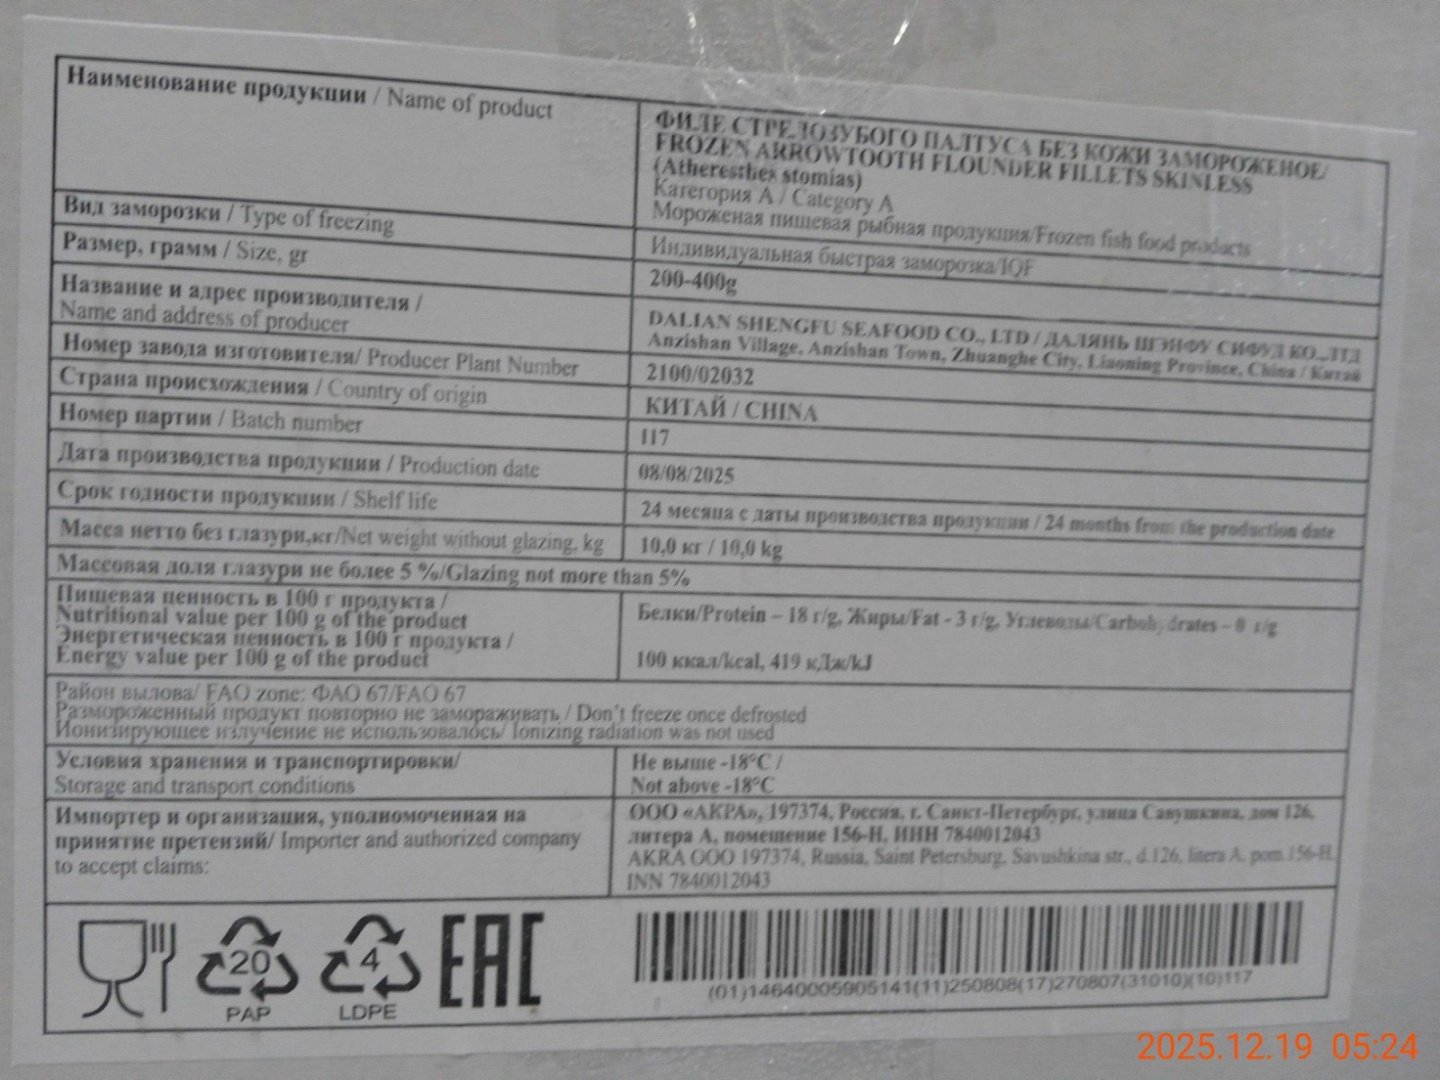 Наименование продукции / Name of product
ФИЛЕ СТРЕЛОЗУБОГО ПАЛТУСА БЕЗ КОЖИ ЗАМОРОЖЕНОЕ/
FROZEN ARROWTOOTH FLOUNDER FILLETS SKINLESS
(Atheresthes stomias)
Категория А / Category A
Мороженая пищевая рыбная продукция/Frozen fish food products
Вид заморозки / Type of freezing
Индивидуальная быстрая заморозка/IQF
Размер, грамм / Size, gr
200-400g
Название и адрес производителя /
Name and address of producer
DALIAN SHENGFU SEAFOOD CO., LTD / ДАЛЯНЬ ШЭНФУ СИФУД КО.,ЛТД
Anzishan Village, Anzishan Town, Zhuanghe City, Liaoning Province, China / Китай
Номер завода изготовителя/ Producer Plant Number
2100/02032
Страна происхождения / Country of origin
КИТАЙ / CHINA
Номер партии / Batch number
117
Дата производства продукции / Production date
08/08/2025
Срок годности продукции / Shelf life
24 месяца с даты производства продукции / 24 months from the production date
Масса нетто без глазури,кг/Net weight without glazing, kg
10,0 кг / 10,0 kg
Массовая доля глазури не более 5 %/Glazing not more than 5%
Пищевая ценность в 100 г продукта /
Nutritional value per 100 g of the product
Энергетическая ценность в 100 г продукта /
Energy value per 100 g of the product
Белки/Protein – 18 г/g, Жиры/Fat - 3 г/g, Углеводы/Carbohydrates – 0 г/g
100 ккал/kcal, 419 кДж/kJ
Район вылова/ FAO zone: ФАО 67/FAO 67
Размороженный продукт повторно не замораживать / Don't freeze once defrosted
Ионизирующее излучение не использовалось/ Ionizing radiation was not used
Условия хранения и транспортировки/
Storage and transport conditions
Не выше -18°C /
Not above -18°C
Импортер и организация, уполномоченная на
принятие претензий/ Importer and authorized company
to accept claims:
ООО «АКРА», 197374, Россия, г. Санкт-Петербург, улица Савушкина, дом 126,
литера А, помещение 156-Н, ИНН 7840012043
AKRA OOO 197374, Russia, Saint Petersburg, Savushkina str., d.126, litera A, pom.156-H,
INN 7840012043
20
PAP
4
LDPE
EAC
(01)14640005905141(11)250808(17)270807(31010)(10)117
2025.12.19 05:24